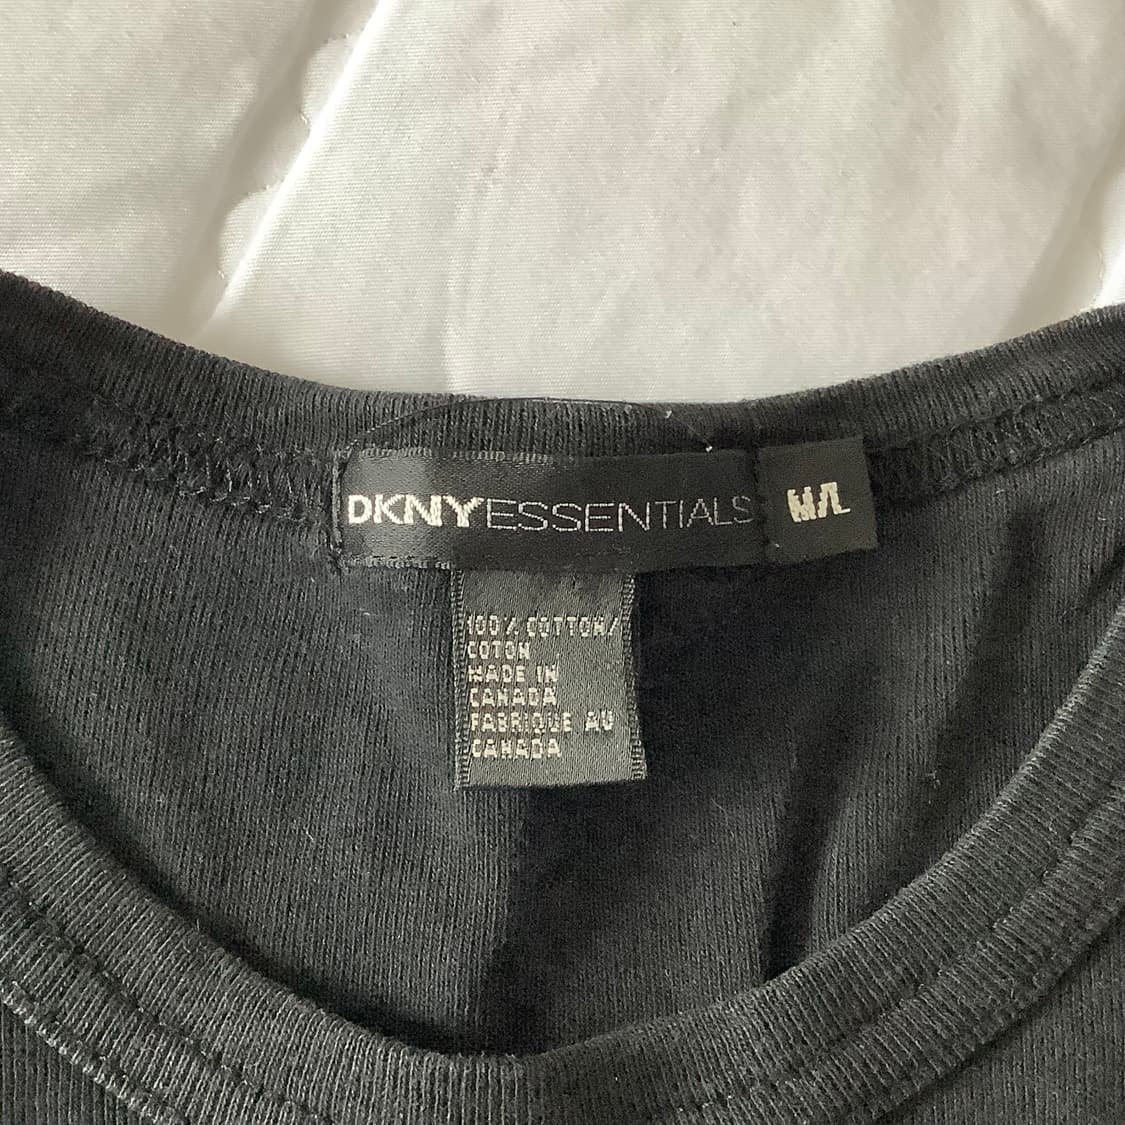 DKNYESSENTIALS M/L
100% COTTON/
COTON
MADE IN
CANADA
FABRIQUE AU
CANADA